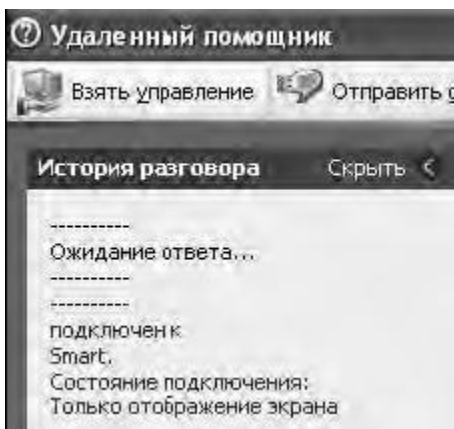 Удаленный помощник
Взять управление Отправить
История разговора Скрыть <
----------
Ожидание ответа...
----------
----------
подключен к
Smart.
Состояние подключения:
Только отображение экрана